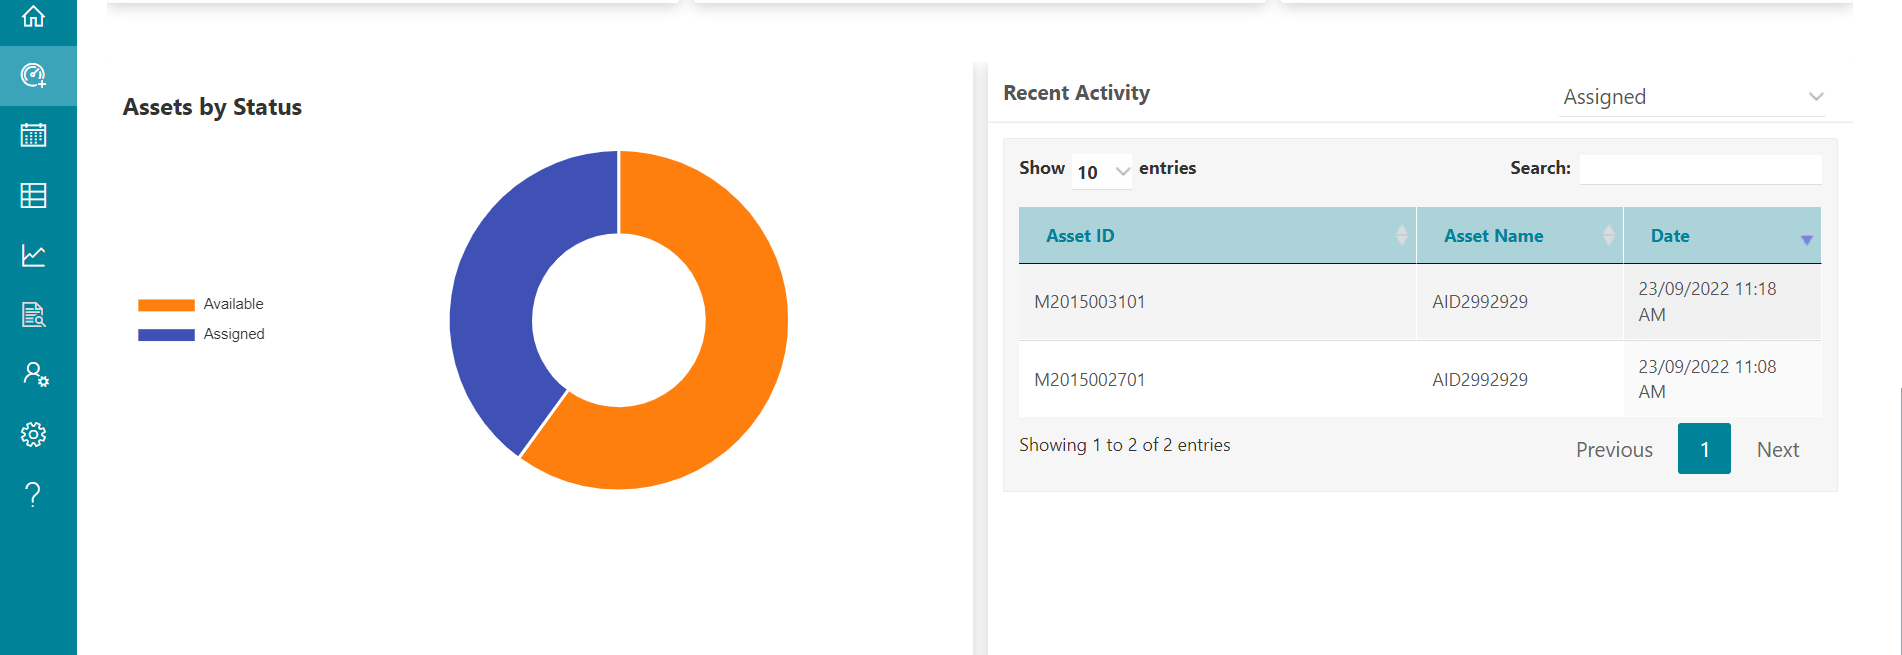 Assets by Status
Available
Assigned
Recent Activity
Assigned
Show 10 entries
Search:
Asset ID Asset Name Date
M2015003101 AID2992929 23/09/2022 11:18
AM
M2015002701 AID2992929 23/09/2022 11:08
AM
Showing 1 to 2 of 2 entries
Previous 1 Next